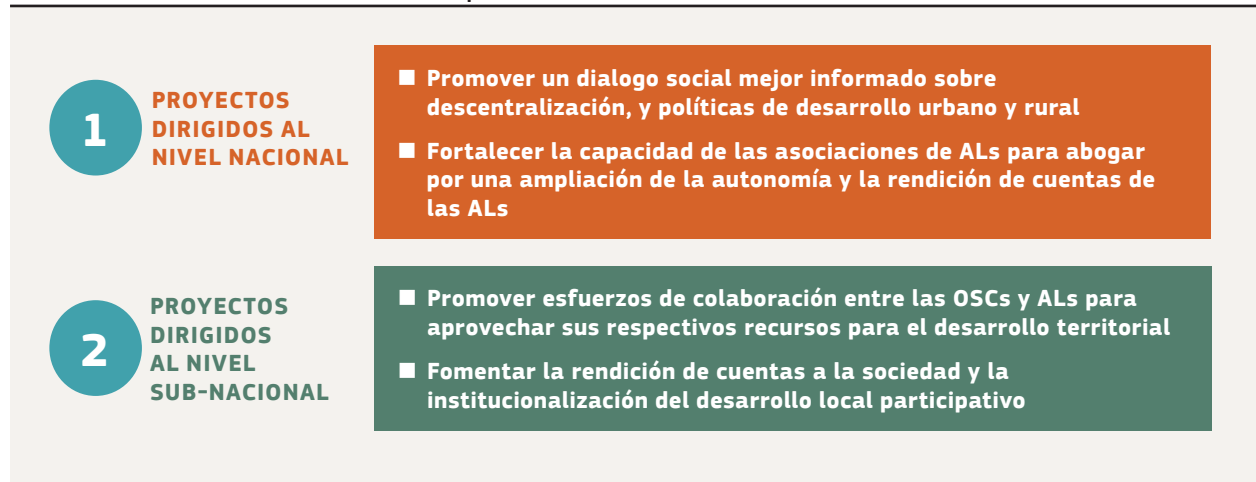 1
PROYECTOS
DIRIGIDOS AL
NIVEL NACIONAL
■ Promover un dialogo social mejor informado sobre
descentralización, y políticas de desarrollo urbano y rural
■ Fortalecer la capacidad de las asociaciones de ALs para abogar
por una ampliación de la autonomía y la rendición de cuentas de
las ALs
2
PROYECTOS
DIRIGIDOS
AL NIVEL
SUB-NACIONAL
■ Promover esfuerzos de colaboración entre las OSCs y ALs para
aprovechar sus respectivos recursos para el desarrollo territorial
■ Fomentar la rendición de cuentas a la sociedad y la
institucionalización del desarrollo local participativo